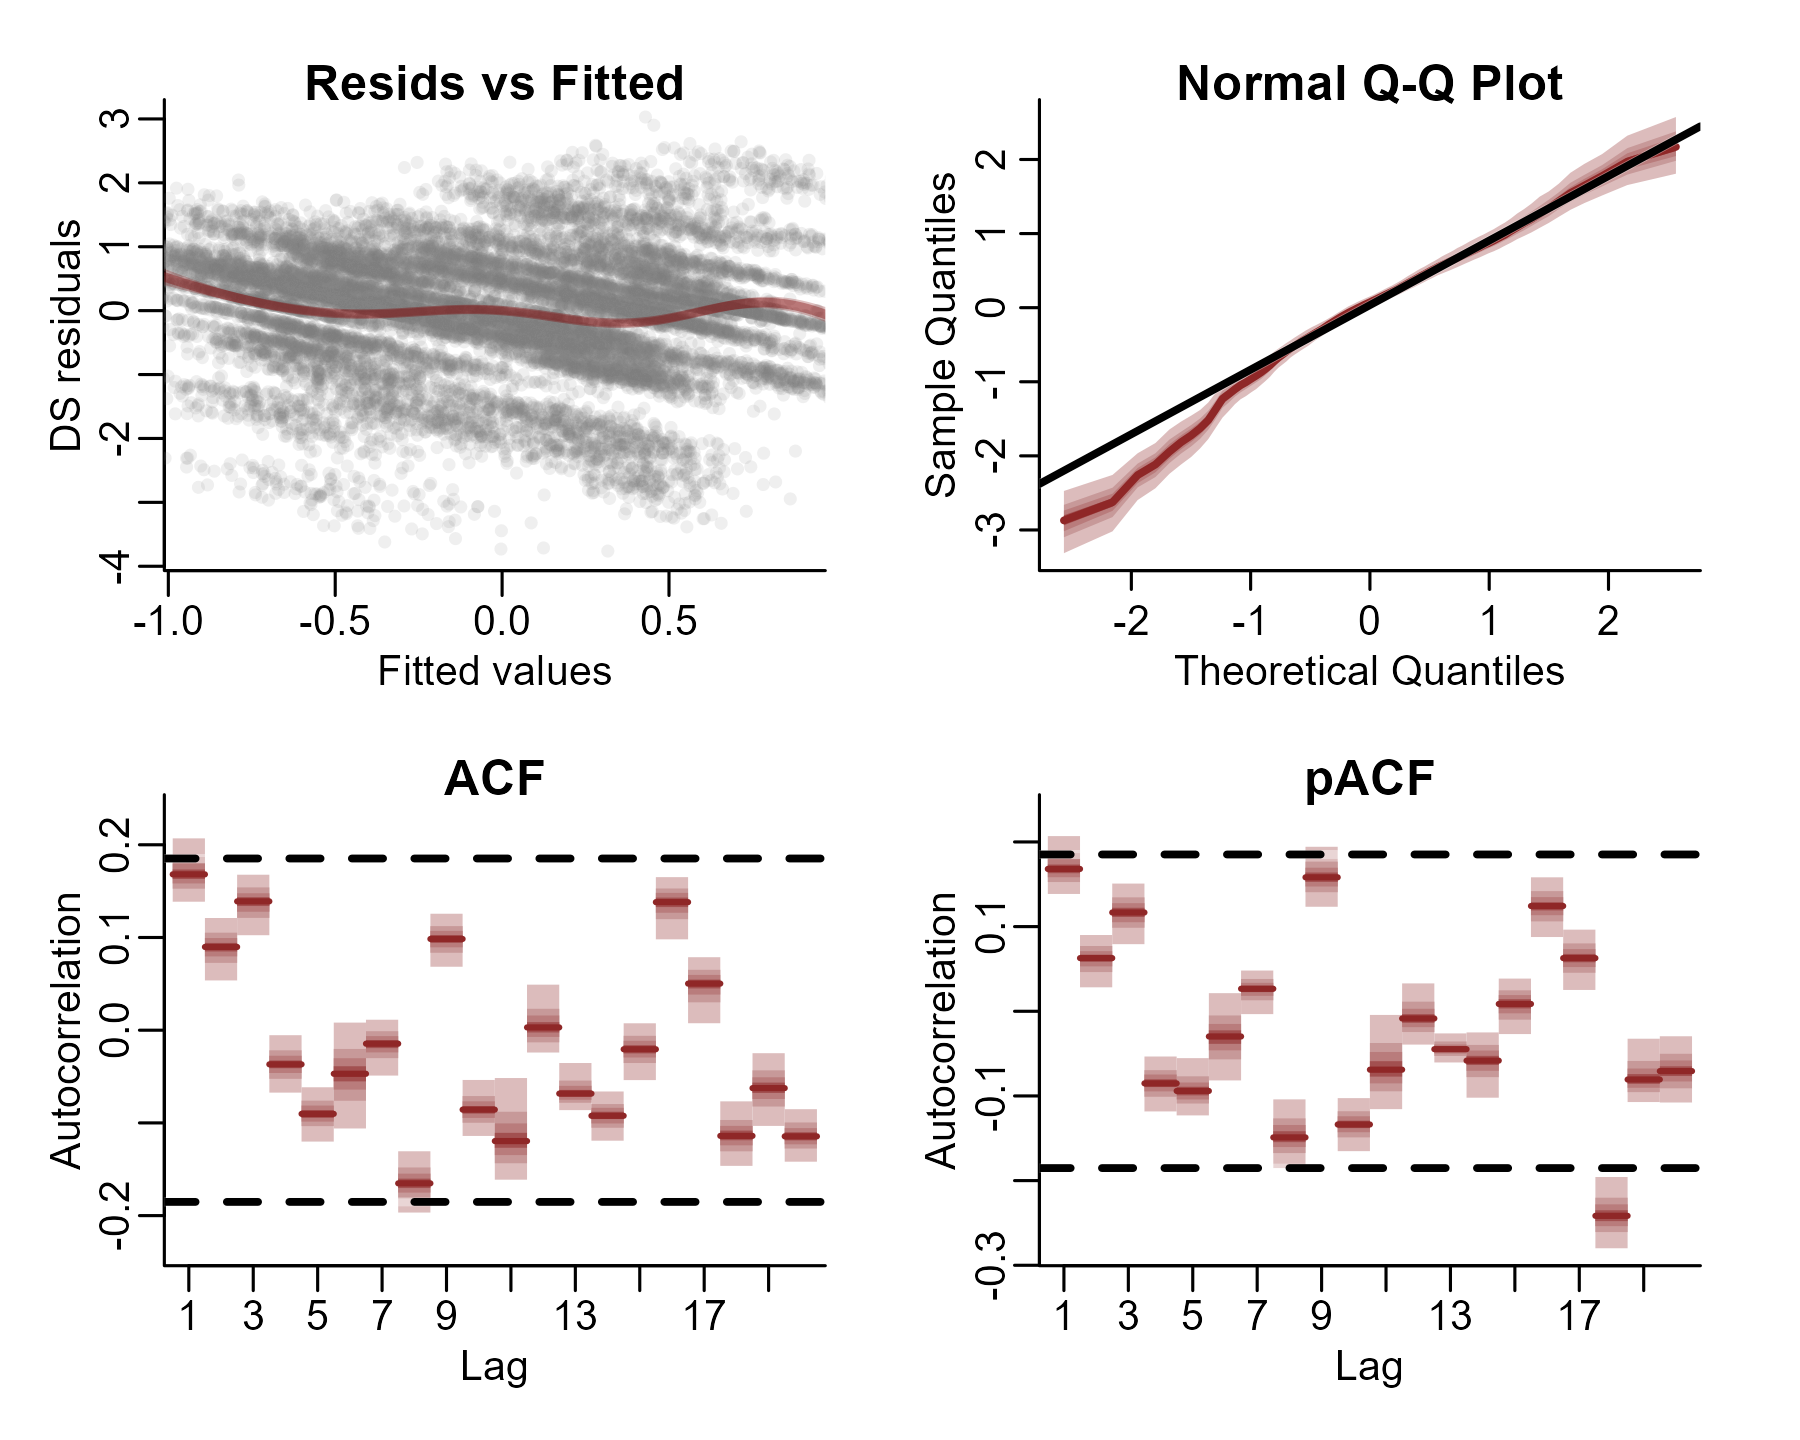 Resids vs Fitted
3
2
1
0
-2
-4
DS residuals
-1.0 -0.5 0.0 0.5
Fitted values
Normal Q-Q Plot
2
1
0
-1
-2
-3
Sample Quantiles
-2 -1 0 1 2
Theoretical Quantiles
ACF
0.2
0.1
0.0
-0.2
Autocorrelation
1 3 5 7 9 13 17
Lag
pACF
0.1
-0.1
-0.3
Autocorrelation
1 3 5 7 9 13 17
Lag